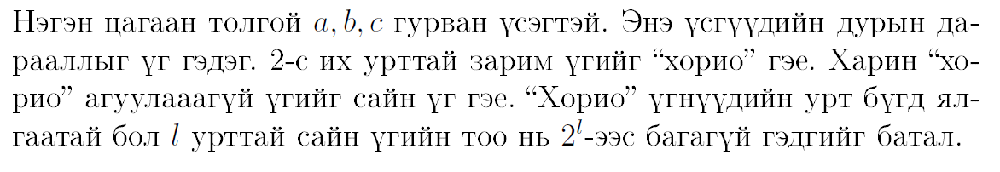 Нэгэн цагаан толгой a, b, c гурван үсэгтэй. Энэ үсгүүдийн дурын да-
рааллыг үг гэдэг. 2-с их урттай зарим үгийг “хорио” гэе. Харин “хо-
рио” агуулааагүй үгийг сайн үг гэе. “Хорио” үгнүүдийн урт бүгд ял-
гаатай бол l урттай сайн үгийн тоо нь 2^l-ээс багагүй гэдгийг батал.